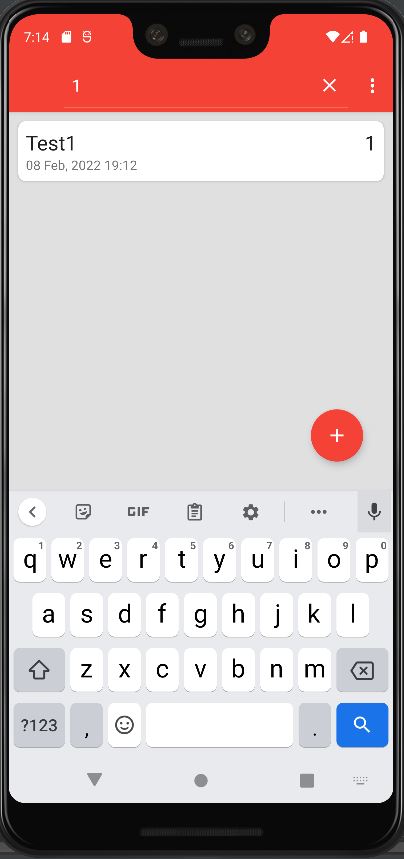 7:14
1
Test1 1
08 Feb, 2022 19:12
GIF
1 2 3 4 5 6 7 8 9 0
q w e r t y u i o p
a s d f g h j k l
z x c v b n m
?123 , .